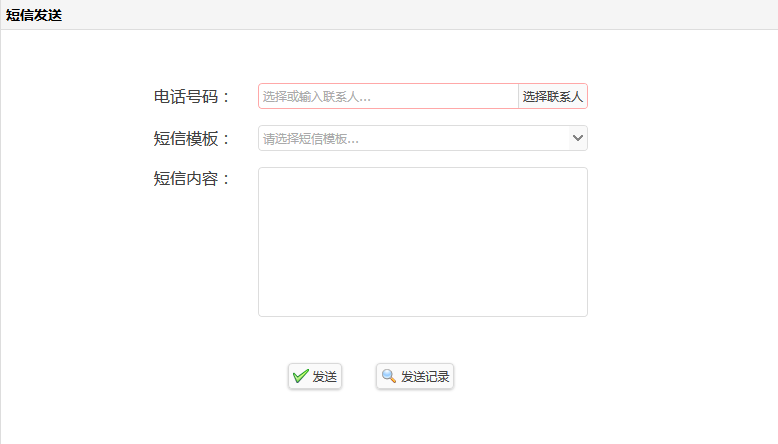 短信发送
电话号码： 选择或输入联系人... 选择联系人
短信模板： 请选择短信模板...
短信内容：
发送 发送记录